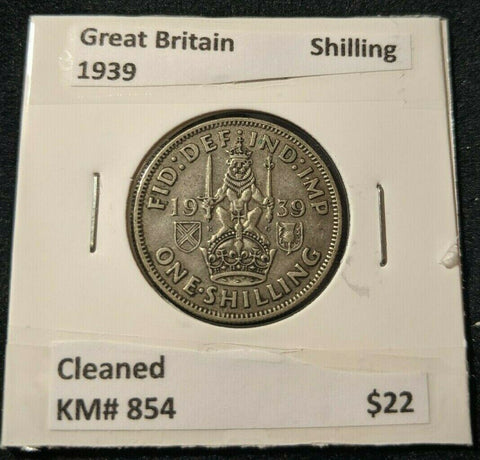 Great Britain Shilling
1939
FID:DEF:IND:IMP
19 39
ONE·SHILLING
Cleaned
KM# 854 $22